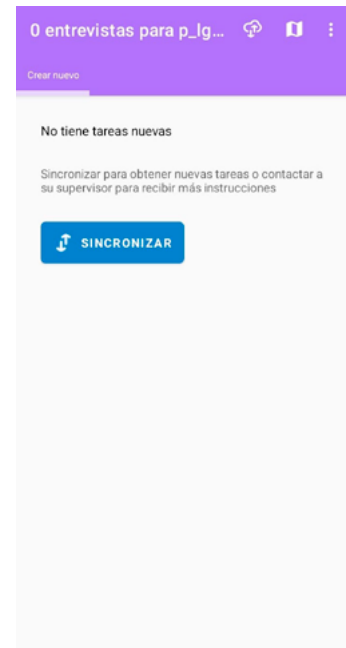 0 entrevistas para p_lg...
Crear nuevo
No tiene tareas nuevas
Sincronizar para obtener nuevas tareas o contactar a
su supervisor para recibir más instrucciones
SINCRONIZAR